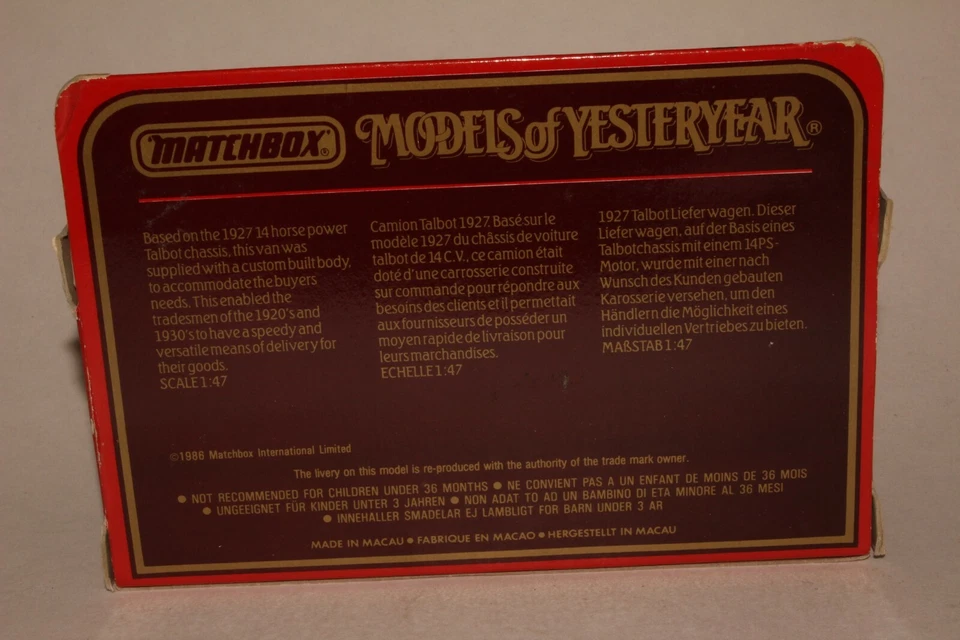 MATCHBOX®
MODELS of YESTERYEAR®
Based on the 1927 14 horse power
Talbot chassis, this van was
supplied with a custom built body,
to accommodate the buyers
needs. This enabled the
tradesmen of the 1920's and
1930's to have a speedy and
versatile means of delivery for
their goods.
SCALE 1:47
Camion Talbot 1927. Basé sur le
modèle 1927 du châssis de voiture
talbot de 14 C.V., ce camion était
doté d'une carrosserie construite
sur commande pour répondre aux
besoins des clients et il permettait
aux fournisseurs de posséder un
moyen rapide de livraison pour
leurs marchandises.
ECHELLE 1:47
1927 Talbot Liefer wagen. Dieser
Liefer wagen, auf der Basis eines
Talbotchassis mit einem 14PS-
Motor, wurde mit einer nach
Wunsch des Kunden gebauten
Karosserie versehen, um den
Händlern die Möglichkeit eines
individuellen Vertriebes zu bieten.
MAßSTAB 1:47
©1986 Matchbox International Limited
The livery on this model is re-produced with the authority of the trade mark owner.
● NOT RECOMMENDED FOR CHILDREN UNDER 36 MONTHS ● NE CONVIENT PAS A UN ENFANT DE MOINS DE 36 MOIS
● UNGEEIGNET FÜR KINDER UNTER 3 JAHREN ● NON ADAT TO AD UN BAMBINO DI ETA MINORE AL 36 MESI
● INNEHALLER SMADELAR EJ LAMBLIGT FOR BARN UNDER 3 AR
MADE IN MACAU ● FABRIQUE EN MACAO ● HERGESTELLT IN MACAU